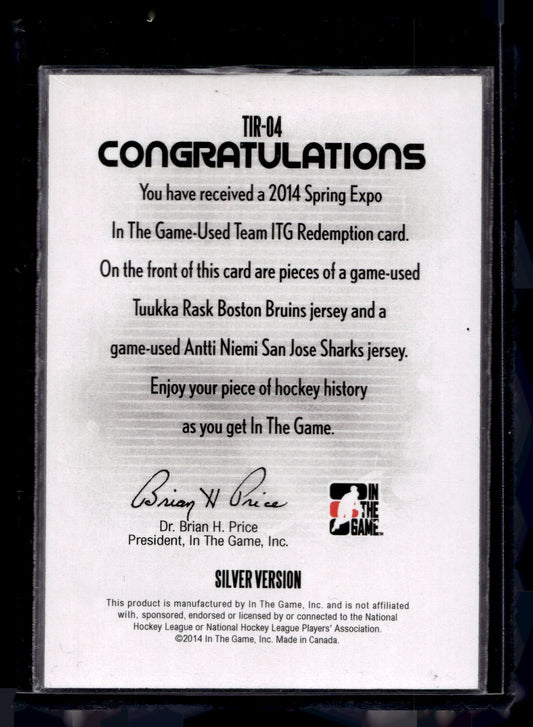 TIR-04
CONGRATULATIONS
You have received a 2014 Spring Expo
In The Game-Used Team ITG Redemption card.
On the front of this card are pieces of a game-used
Tuukka Rask Boston Bruins jersey and a
game-used Antti Niemi San Jose Sharks jersey.
Enjoy your piece of hockey history
as you get In The Game.
Brian H Price
Dr. Brian H. Price
President, In The Game, Inc.
IN
THE
GAME™
SILVER VERSION
This product is manufactured by In The Game, Inc. and is not affiliated
with, sponsored, endorsed or licensed by or connected to the National
Hockey League or National Hockey League Players' Association.
©2014 In The Game, Inc. Made in Canada.